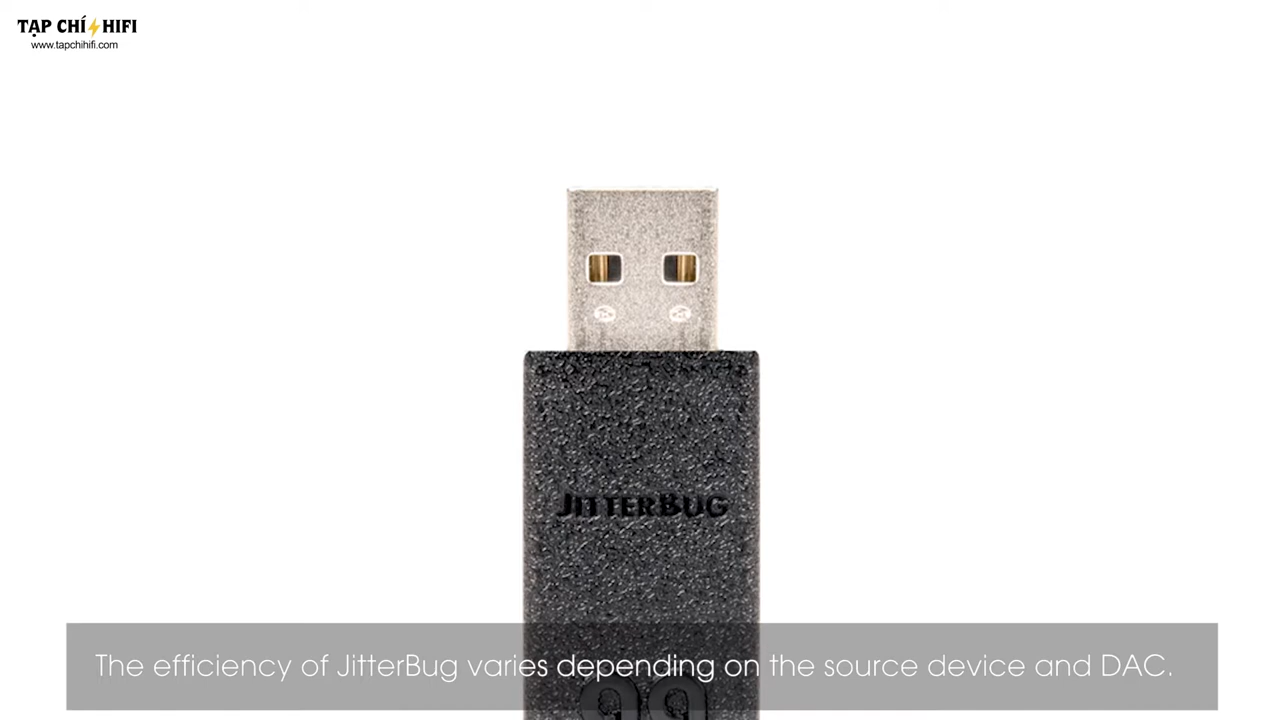 TẠP CHÍ HIFI
www.tapchihifi.com
JITTERBUG
The efficiency of JitterBug varies depending on the source device and DAC.